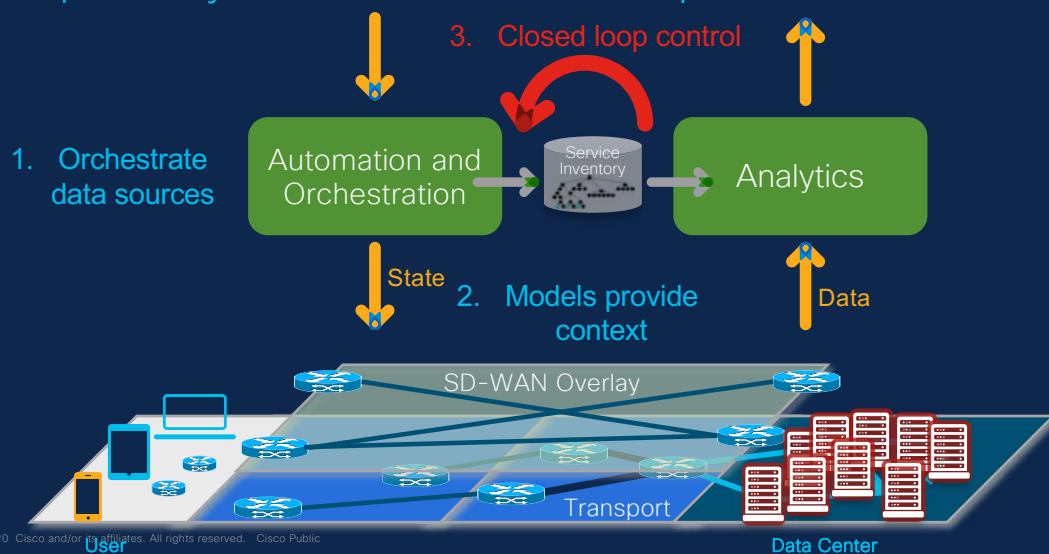 3. Closed loop control
1. Orchestrate
data sources
Automation and
Orchestration
Service
Inventory
Analytics
State
2. Models provide
context
Data
SD-WAN Overlay
Transport
20 Cisco and/or its affiliates. All rights reserved. Cisco Public
User
Data Center